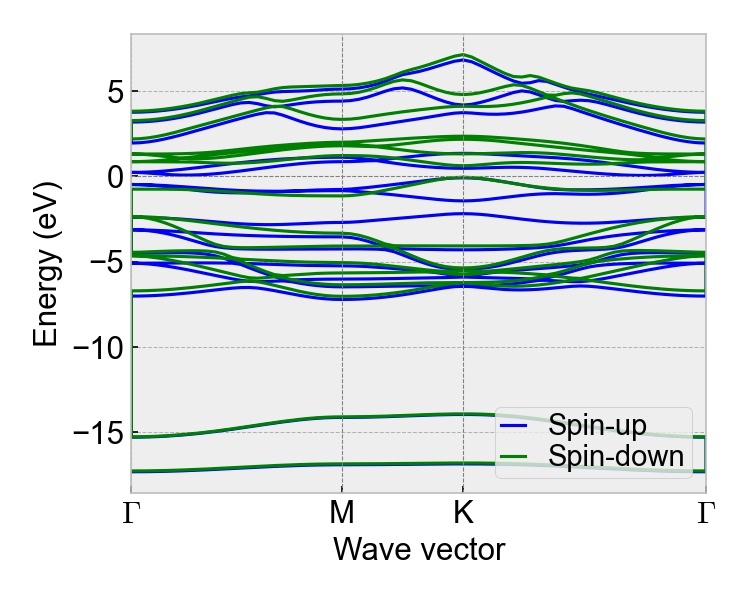 Energy (eV)
5
0
−5
−10
−15
Spin-up
Spin-down
Γ M K Γ
Wave vector